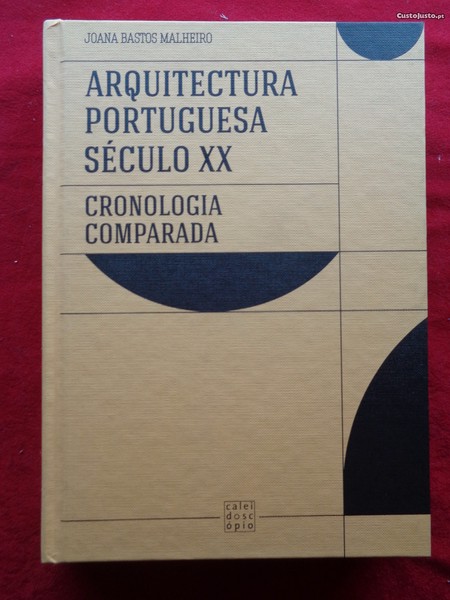 CustoJusto.pt
JOANA BASTOS MALHEIRO
ARQUITECTURA
PORTUGUESA
SÉCULO XX
CRONOLOGIA
COMPARADA
calei
dosc
ópio